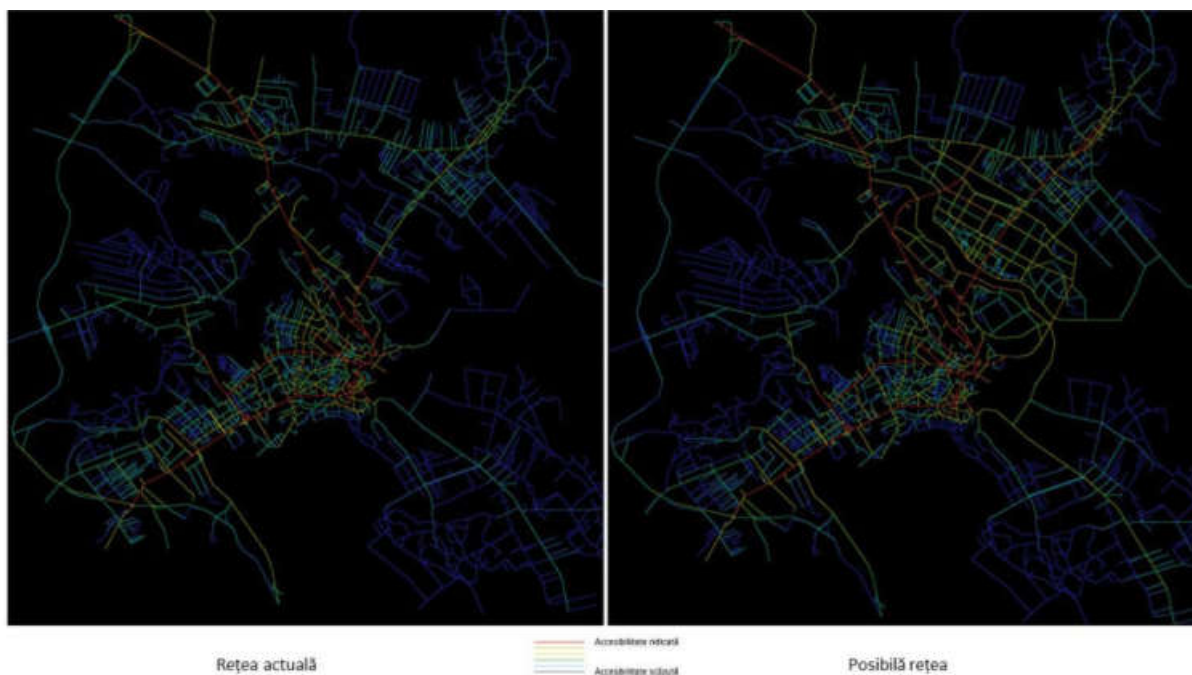 Accesibilitate ridicată
Rețea actuală
Posibilă rețea
Accesibilitate scăzută